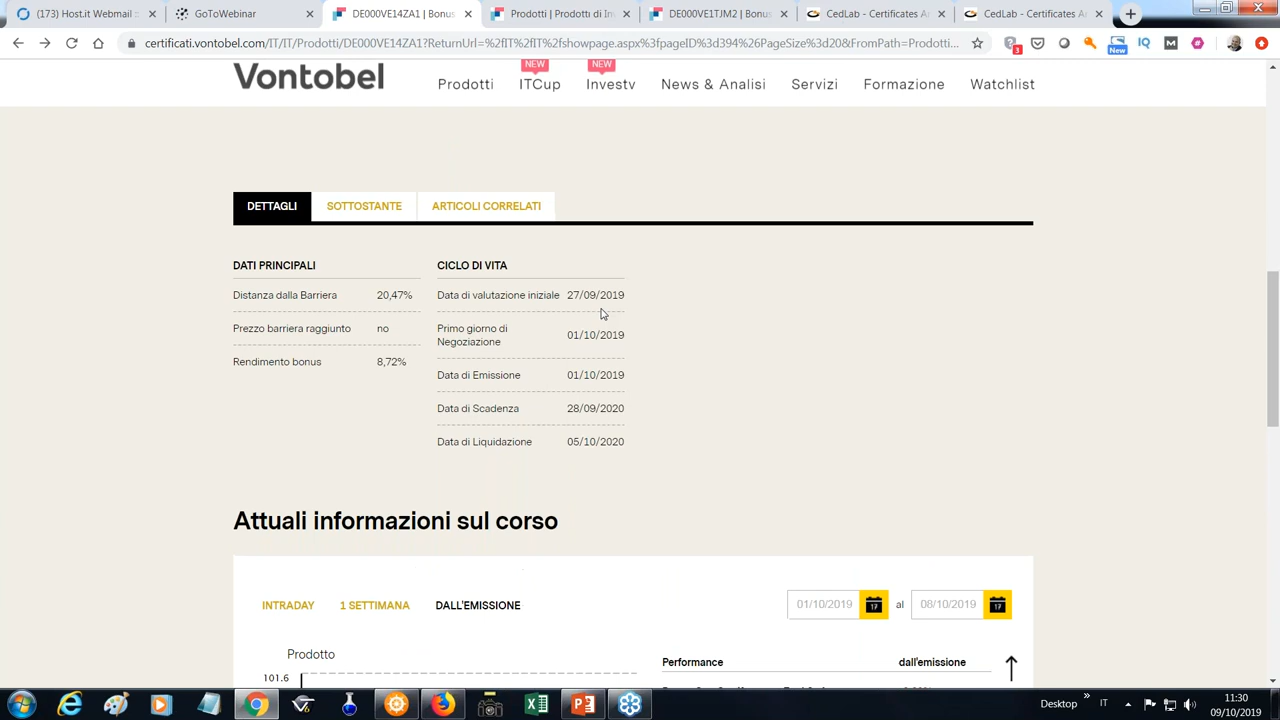 (173) Host.it Webmail ::
GoToWebinar
DE000VE14ZA1 | Bonus
Prodotti | Prodotti di In
DE000VE1TJM2 | Bonus
CedLab - Certificates A
CedLab - Certificates A
certificati.vontobel.com/IT/IT/Prodotti/DE000VE14ZA1?ReturnUrl=%2fIT%2fIT%2fshowpage.aspx%3fpageID%3d394%26PageSize%3d20&FromPath=Prodotti...
3
New
IQ
M
Vontobel
NEW
NEW
Prodotti
ITCup
Investv
News & Analisi
Servizi
Formazione
Watchlist
DETTAGLI
SOTTOSTANTE
ARTICOLI CORRELATI
DATI PRINCIPALI
Distanza dalla Barriera 20,47%
Prezzo barriera raggiunto no
Rendimento bonus 8,72%
CICLO DI VITA
Data di valutazione iniziale 27/09/2019
Primo giorno di
Negoziazione 01/10/2019
Data di Emissione 01/10/2019
Data di Scadenza 28/09/2020
Data di Liquidazione 05/10/2020
Attuali informazioni sul corso
INTRADAY
1 SETTIMANA
DALL'EMISSIONE
01/10/2019 17 al 08/10/2019 17
Prodotto
101.6
Performance dall'emissione
Desktop
»
IT
11:30
09/10/2019